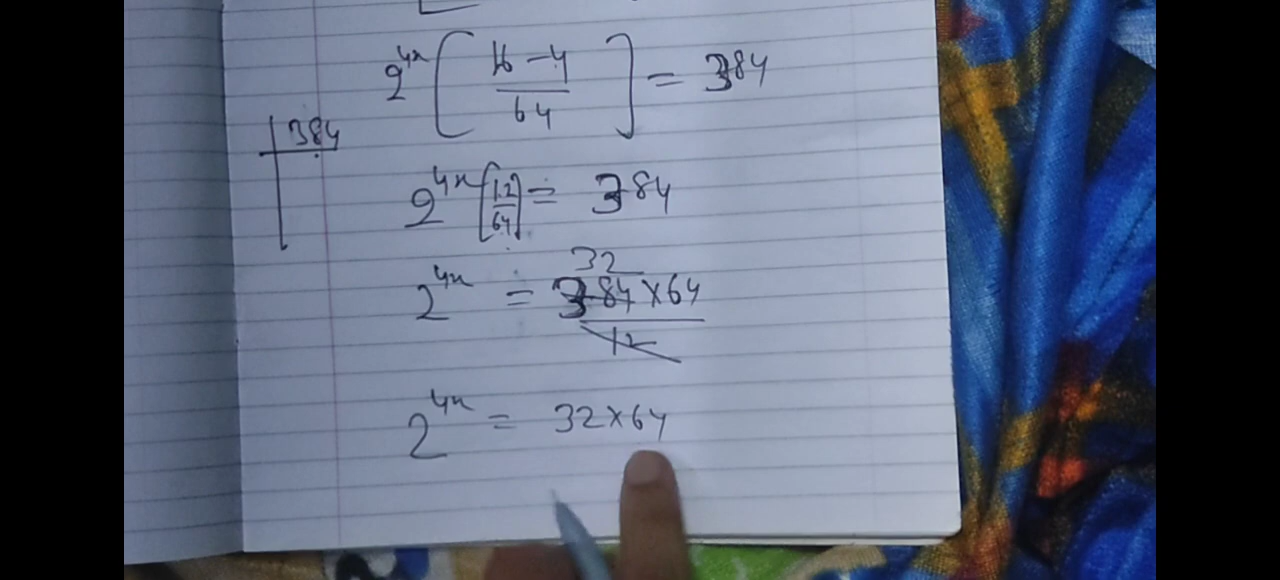 2^{4x} [ (16 - 4) / 64 ] = 384
384
2^{4x} [ 12 / 64 ] = 384
32
2^{4x} = 384 × 64 / 12
2^{4x} = 32 × 64